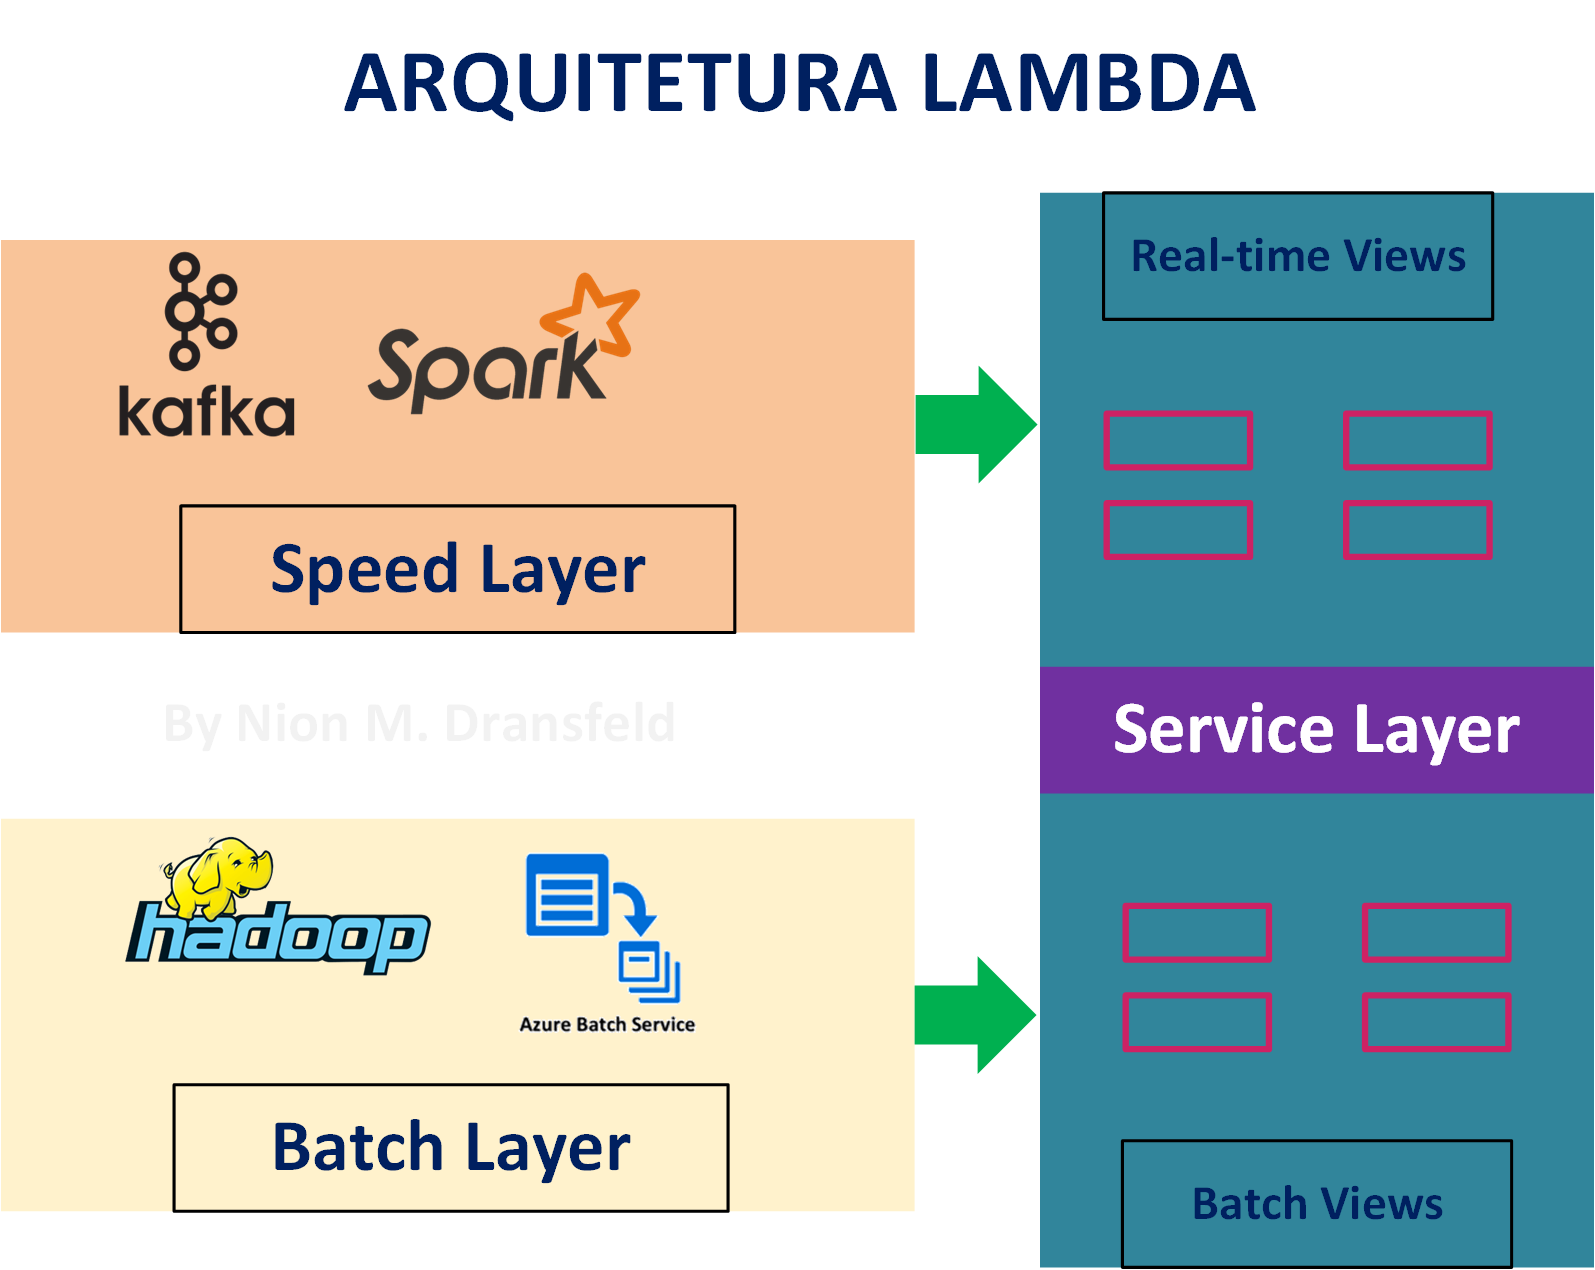 ARQUITETURA LAMBDA
kafka
Spark
Speed Layer
Real-time Views
By Nion M. Dransfeld
Service Layer
hadoop
Azure Batch Service
Batch Layer
Batch Views